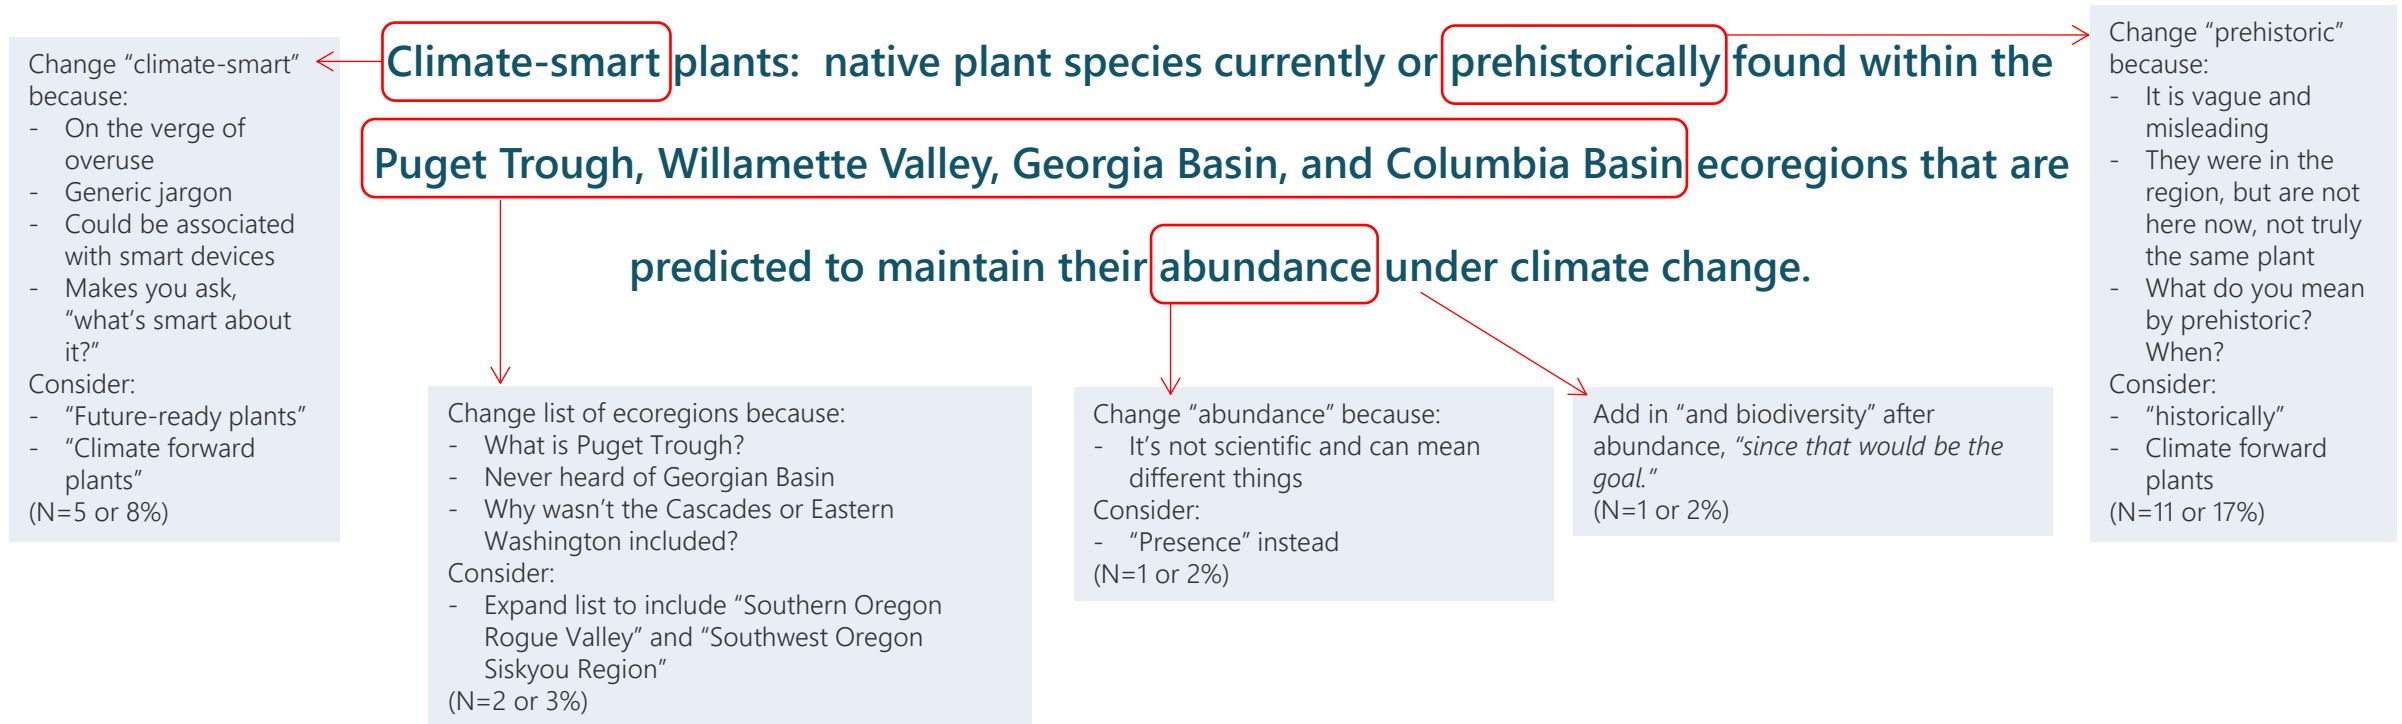 Climate-smart plants: native plant species currently or prehistorically found within the
Puget Trough, Willamette Valley, Georgia Basin, and Columbia Basin ecoregions that are
predicted to maintain their abundance under climate change.
Change “climate-smart”
because:
- On the verge of
overuse
- Generic jargon
- Could be associated
with smart devices
- Makes you ask,
“what’s smart about
it?”
Consider:
- “Future-ready plants”
- “Climate forward
plants”
(N=5 or 8%)
Change list of ecoregions because:
- What is Puget Trough?
- Never heard of Georgian Basin
- Why wasn’t the Cascades or Eastern
Washington included?
Consider:
- Expand list to include “Southern Oregon
Rogue Valley” and “Southwest Oregon
Siskyou Region”
(N=2 or 3%)
Change “abundance” because:
- It’s not scientific and can mean
different things
Consider:
- “Presence” instead
(N=1 or 2%)
Add in “and biodiversity” after
abundance, “since that would be the
goal.”
(N=1 or 2%)
Change “prehistoric”
because:
- It is vague and
misleading
- They were in the
region, but are not
here now, not truly
the same plant
- What do you mean
by prehistoric?
When?
Consider:
- “historically”
- Climate forward
plants
(N=11 or 17%)